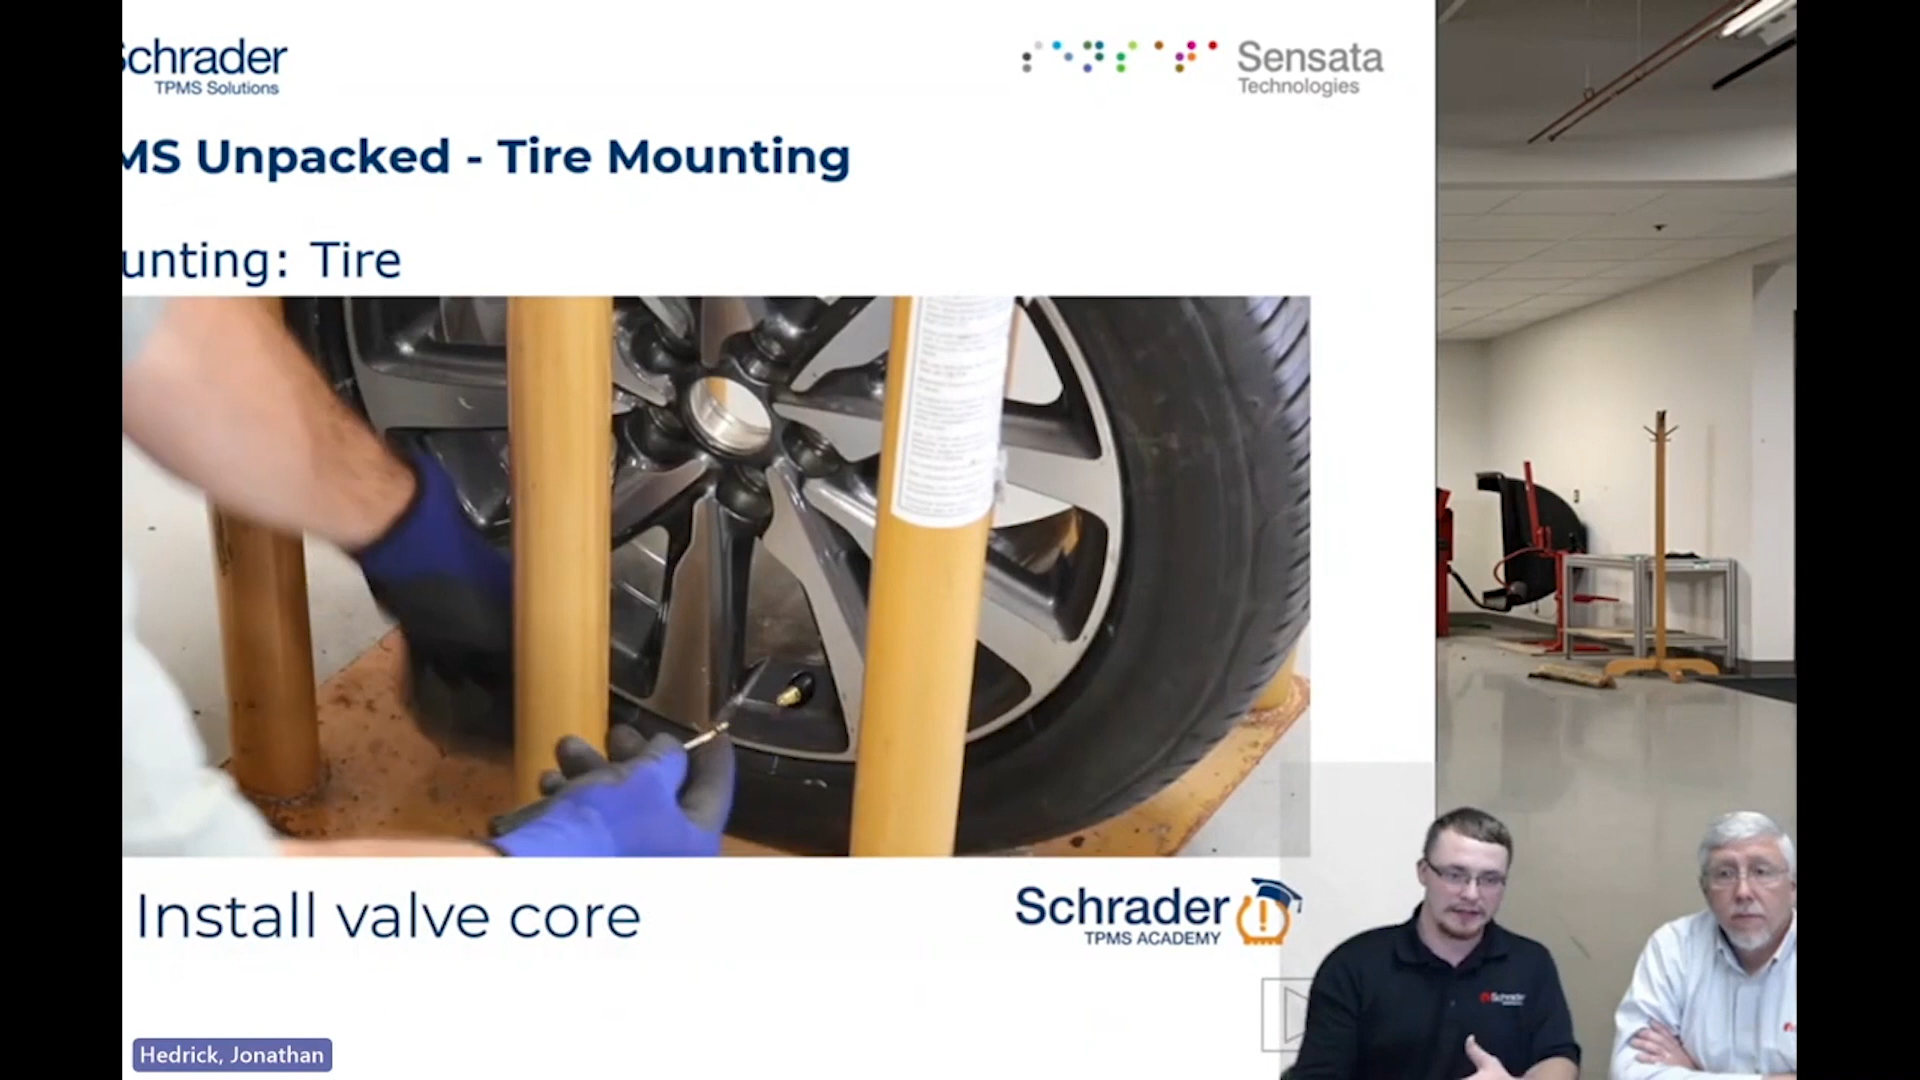 Schrader
TPMS Solutions
Sensata
Technologies
MS Unpacked - Tire Mounting
unting: Tire
Install valve core
Schrader
TPMS ACADEMY
Schrader
Hedrick, Jonathan